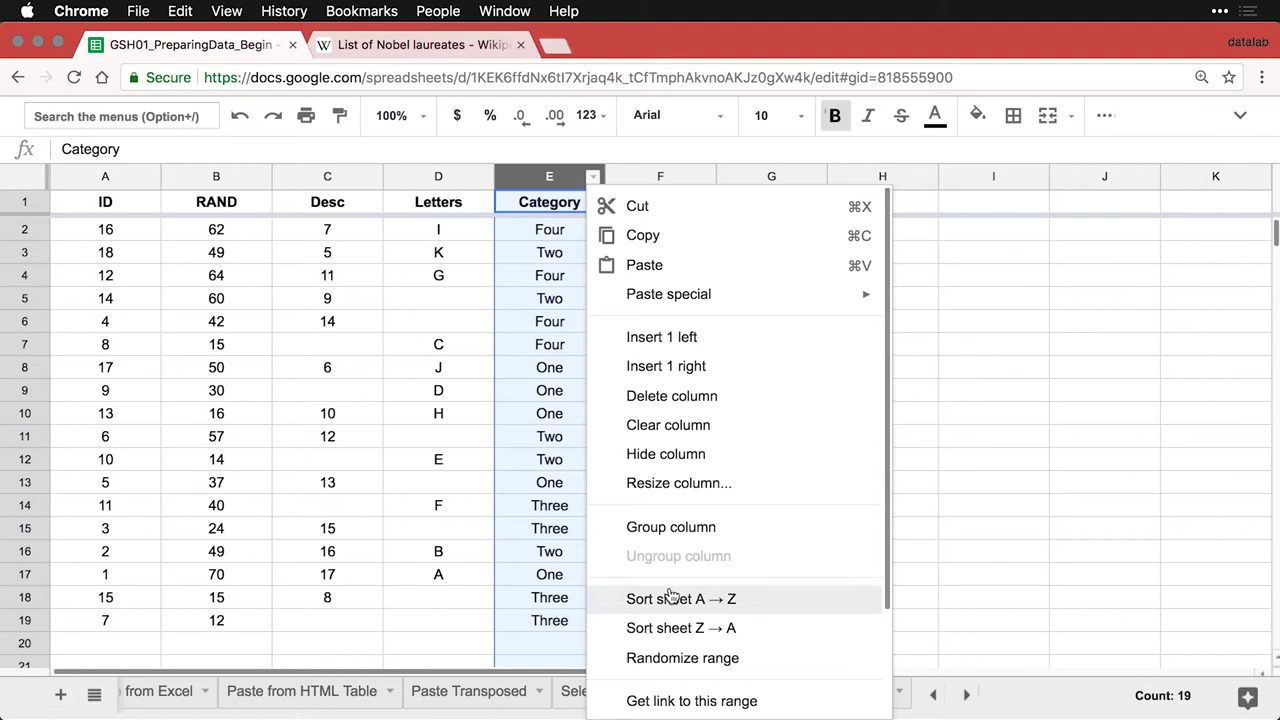 Chrome File Edit View History Bookmarks People Window Help
GSH01_PreparingData_Begin - List of Nobel laureates - Wikip datalab
Secure https://docs.google.com/spreadsheets/d/1KEK6ffdNx6tI7Xrjaq4k_tCfTmphAkvnoAKJz0gXw4k/edit#gid=818555900
Search the menus (Option+/) 100% $ % .0 .00 123 Arial 10 B I S A
fx Category
A B C D E F G H I J K
1 ID RAND Desc Letters Category
2 16 62 7 I Four
3 18 49 5 K Two
4 12 64 11 G Four
5 14 60 9 Two
6 4 42 14 Four
7 8 15 C Four
8 17 50 6 J One
9 9 30 D One
10 13 16 10 H One
11 6 57 12 Two
12 10 14 E Two
13 5 37 13 One
14 11 40 F Three
15 3 24 15 Three
16 2 49 16 B Two
17 1 70 17 A One
18 15 15 8 Three
19 7 12 Three
20
21
Cut ⌘X
Copy ⌘C
Paste ⌘V
Paste special
Insert 1 left
Insert 1 right
Delete column
Clear column
Hide column
Resize column...
Group column
Ungroup column
Sort sheet A → Z
Sort sheet Z → A
Randomize range
Get link to this range
from Excel Paste from HTML Table Paste Transposed Sele Count: 19